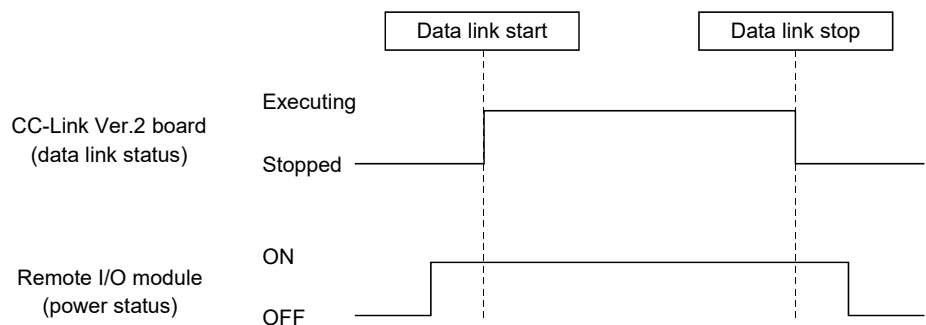 Data link start
Data link stop
Executing
CC-Link Ver.2 board
(data link status)
Stopped
ON
Remote I/O module
(power status)
OFF